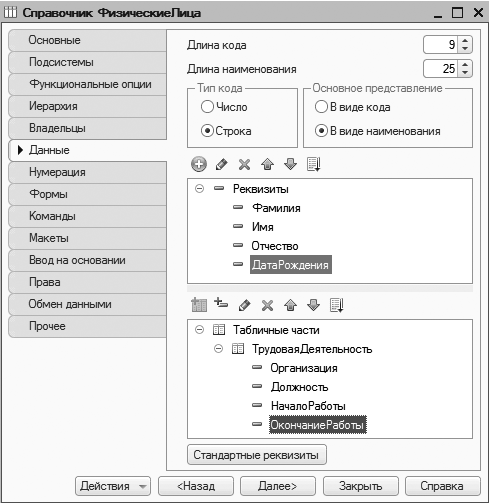 Справочник ФизическиеЛица
Основные
Подсистемы
Функциональные опции
Иерархия
Владельцы
Данные
Нумерация
Формы
Команды
Макеты
Ввод на основании
Права
Обмен данными
Прочее
Длина кода 9
Длина наименования 25
Тип кода
Число
Строка
Основное представление
В виде кода
В виде наименования
Реквизиты
Фамилия
Имя
Отчество
ДатаРождения
Табличные части
ТрудоваяДеятельность
Организация
Должность
НачалоРаботы
ОкончаниеРаботы
Стандартные реквизиты
Действия <Назад Далее> Закрыть Справка